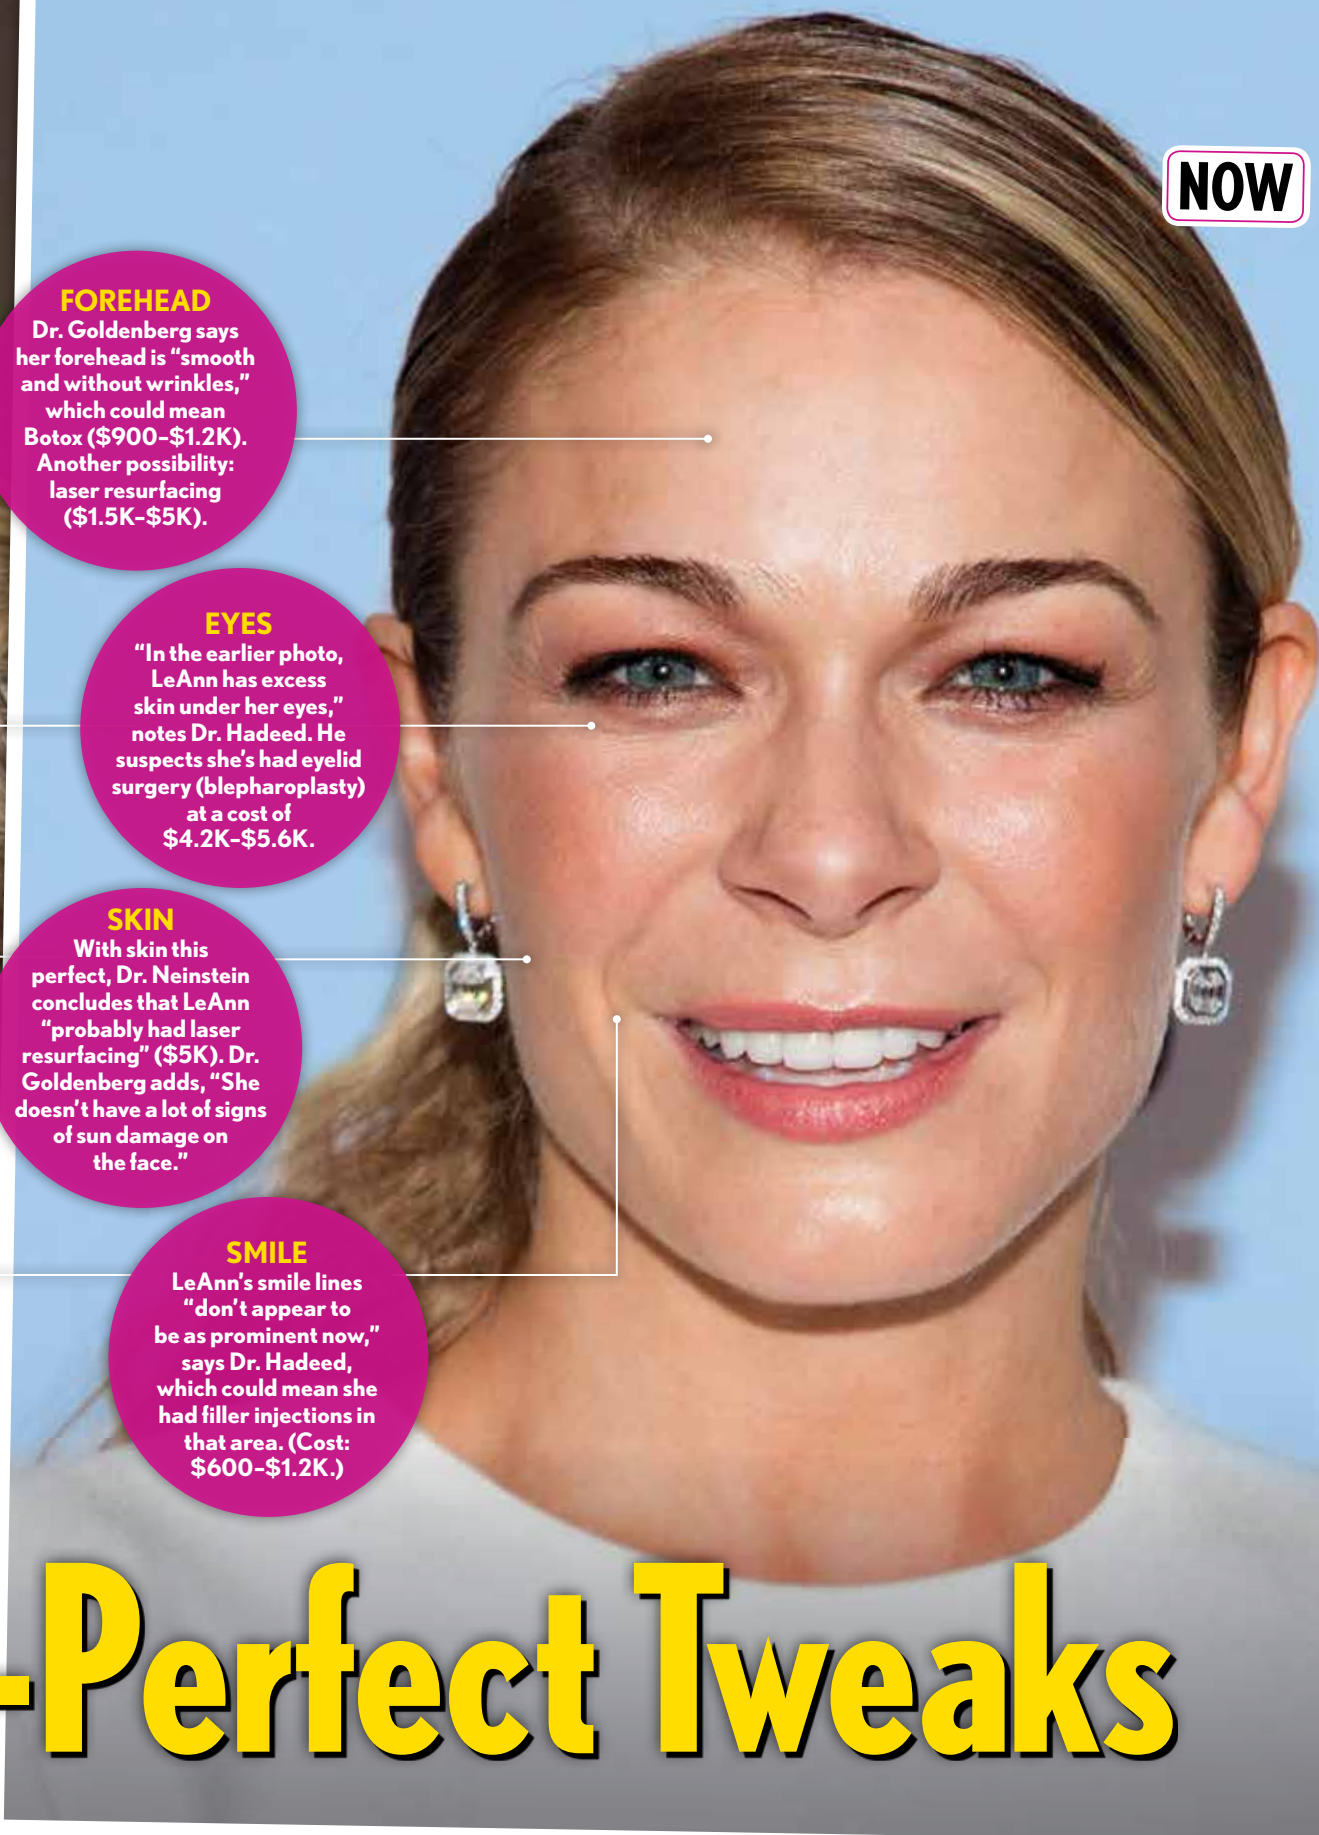 NOW
FOREHEAD
Dr. Goldenberg says
her forehead is “smooth
and without wrinkles,”
which could mean
Botox ($900–$1.2K).
Another possibility:
laser resurfacing
($1.5K–$5K).
EYES
“In the earlier photo,
LeAnn has excess
skin under her eyes,”
notes Dr. Hadeed. He
suspects she’s had eyelid
surgery (blepharoplasty)
at a cost of
$4.2K–$5.6K.
SKIN
With skin this
perfect, Dr. Neinstein
concludes that LeAnn
“probably had laser
resurfacing” ($5K). Dr.
Goldenberg adds, “She
doesn’t have a lot of signs
of sun damage on
the face.”
SMILE
LeAnn’s smile lines
“don’t appear to
be as prominent now,”
says Dr. Hadeed,
which could mean she
had filler injections in
that area. (Cost:
$600–$1.2K.)
-Perfect Tweaks